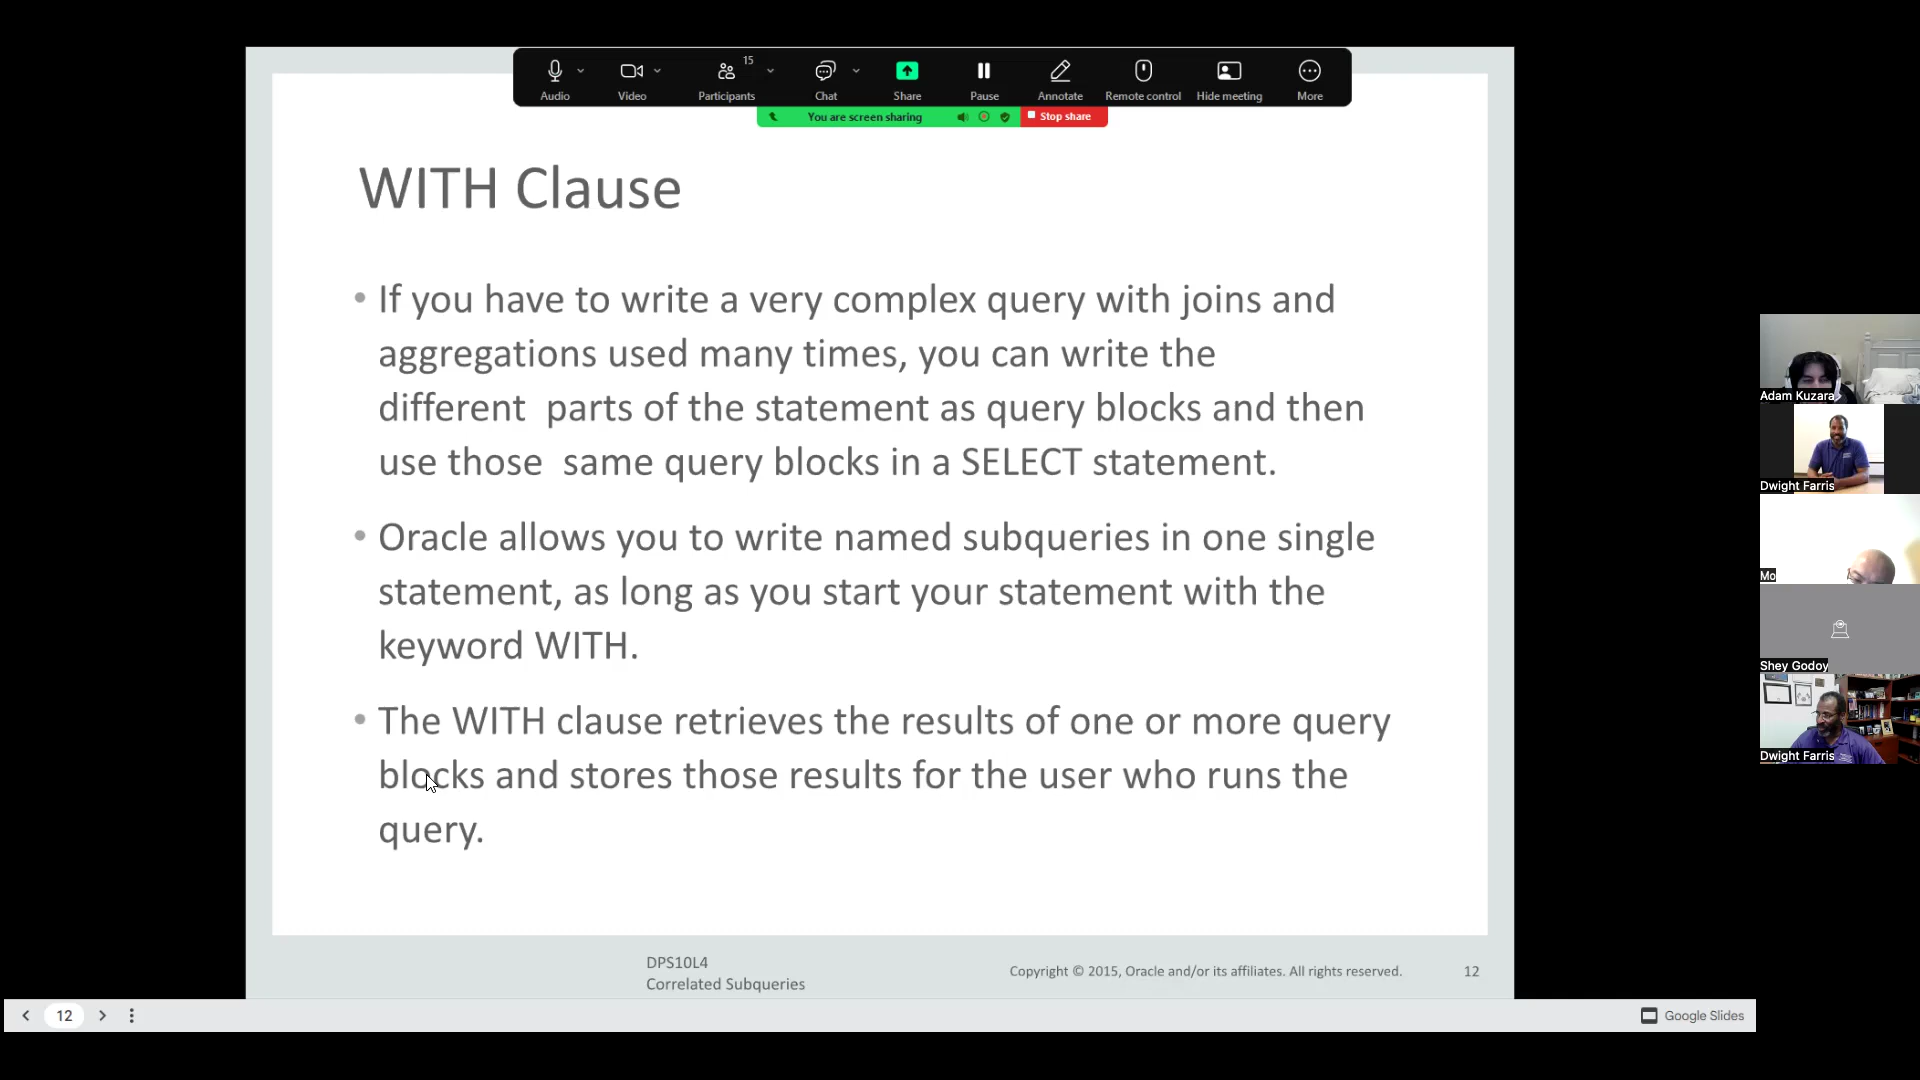 15
Audio
Video
Participants
Chat
Share
Pause
Annotate
Remote control
Hide meeting
More
You are screen sharing
Stop share
WITH Clause
• If you have to write a very complex query with joins and
aggregations used many times, you can write the
different  parts of the statement as query blocks and then
use those  same query blocks in a SELECT statement.
• Oracle allows you to write named subqueries in one single
statement, as long as you start your statement with the
keyword WITH.
• The WITH clause retrieves the results of one or more query
blocks and stores those results for the user who runs the
query.
DPS10L4
Correlated Subqueries
Copyright © 2015, Oracle and/or its affiliates. All rights reserved.
12
12
Google Slides
Adam Kuzara
Dwight Farris
Mo
Shey Godoy
Dwight Farris